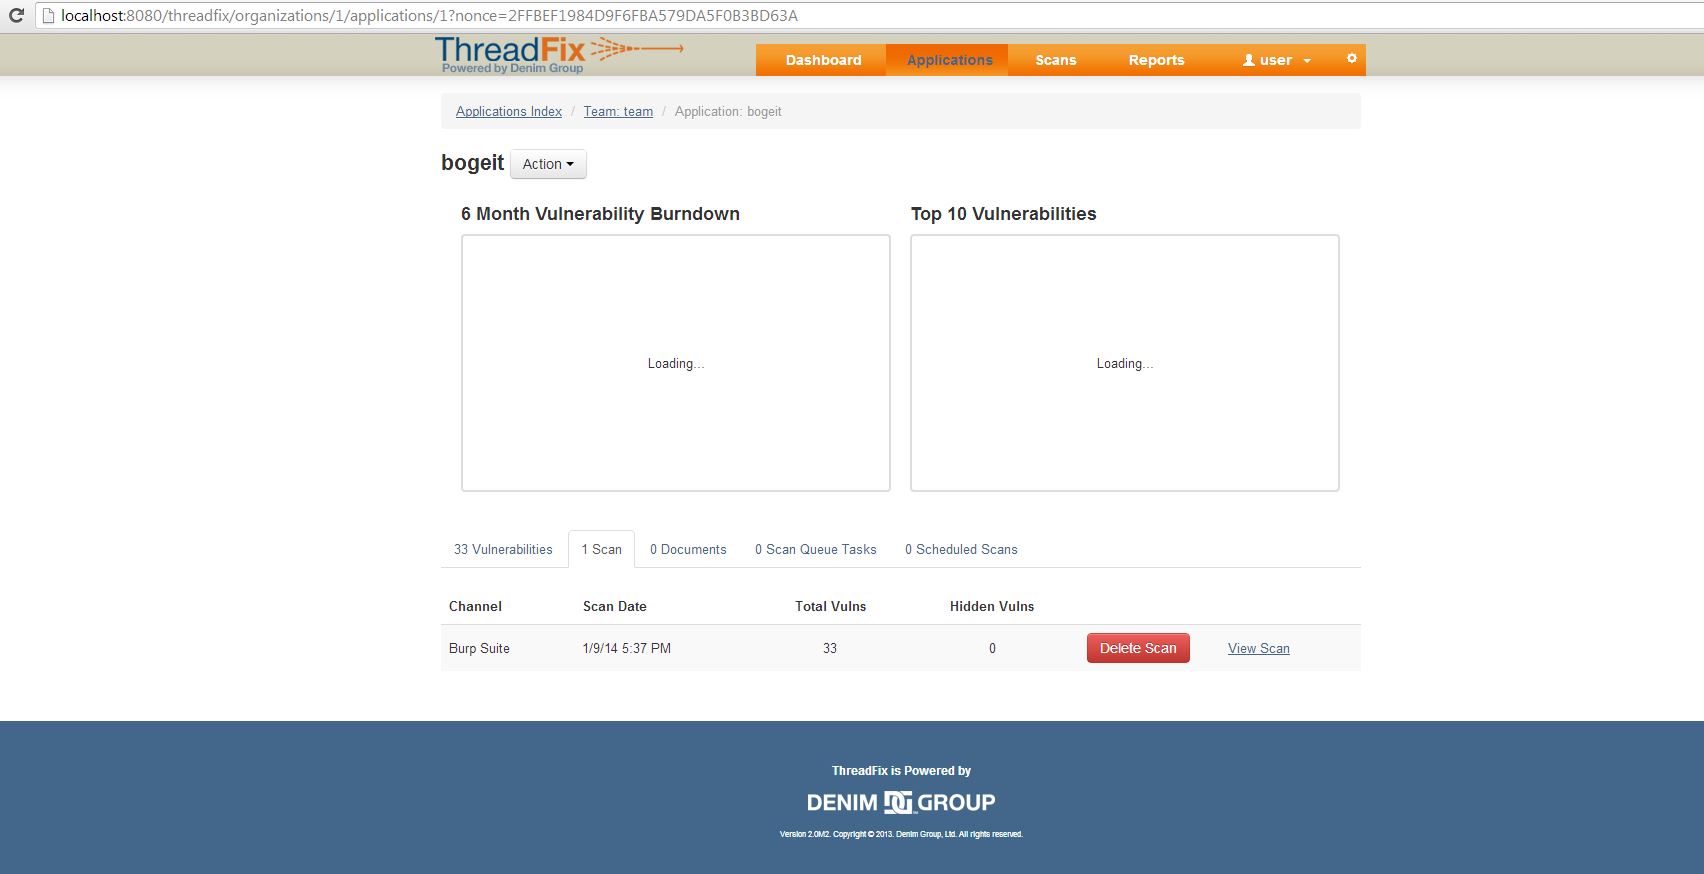 localhost:8080/threadfix/organizations/1/applications/1?nonce=2FFBEF1984D9F6FBA579DA5F0B3BD63A
ThreadFix
Powered by Denim Group
Dashboard Applications Scans Reports user
Applications Index / Team: team / Application: bogeit
bogeit Action
6 Month Vulnerability Burndown Top 10 Vulnerabilities
Loading... Loading...
33 Vulnerabilities 1 Scan 0 Documents 0 Scan Queue Tasks 0 Scheduled Scans
Channel Scan Date Total Vulns Hidden Vulns
Burp Suite 1/9/14 5:37 PM 33 0 Delete Scan View Scan
ThreadFix is Powered by
DENIM DG GROUP
Version 2.0M2. Copyright © 2013. Denim Group, Ltd. All rights reserved.